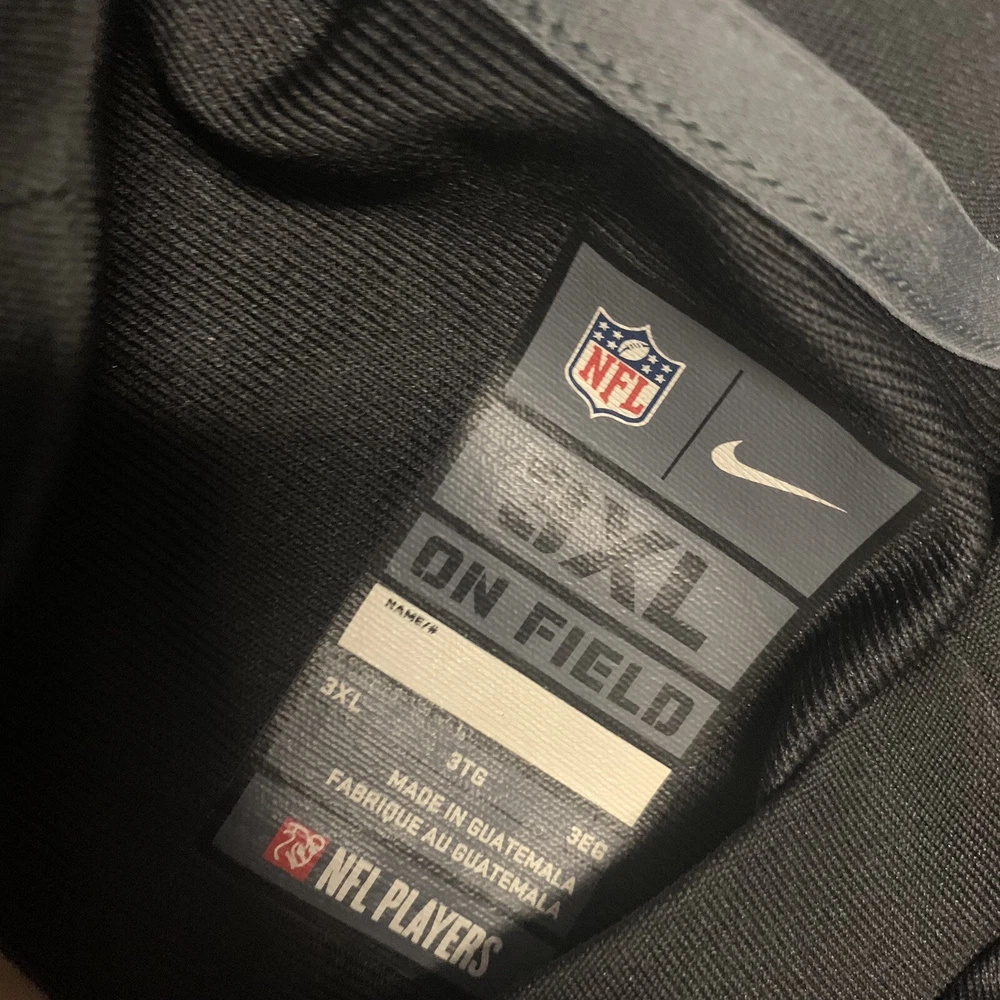 NFL
3XL
ON FIELD
NAME/#
3XL
3TG
3EG
MADE IN GUATEMALA
FABRIQUE AU GUATEMALA
NFL PLAYERS